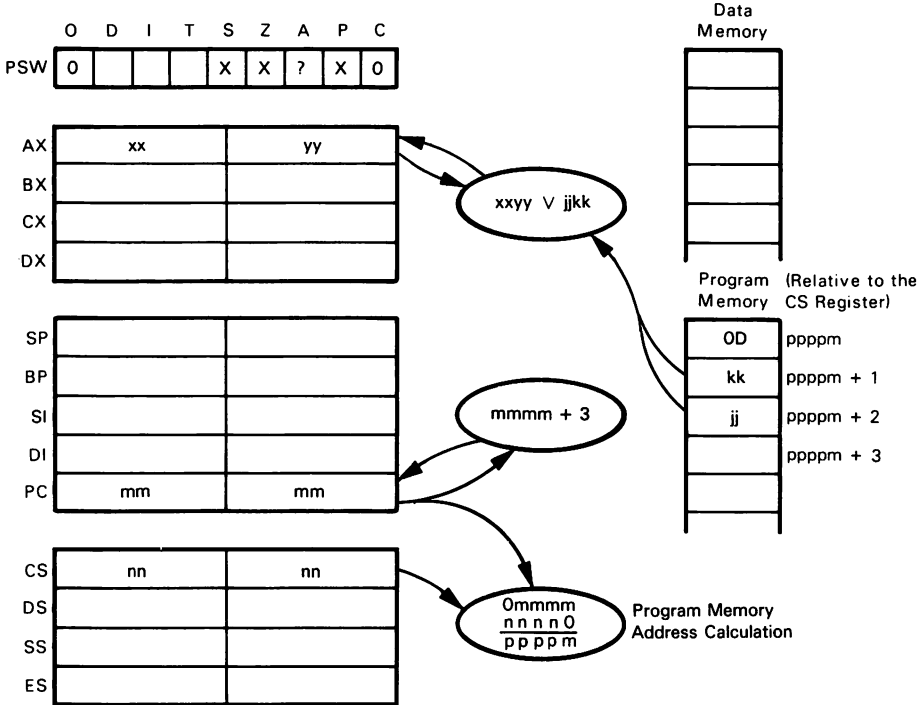 O D I T S Z A P C
PSW 0 X X ? X 0
AX xx yy
BX
CX
DX
xxyy V jjkk
SP
BP
SI
DI
PC mm mm
mmmm + 3
CS nn nn
DS
SS
ES
0mmmm
nnnn0
ppppm
Program Memory
Address Calculation
Data
Memory
Program
Memory
(Relative to the
CS Register)
0D ppppm
kk ppppm + 1
jj ppppm + 2
ppppm + 3